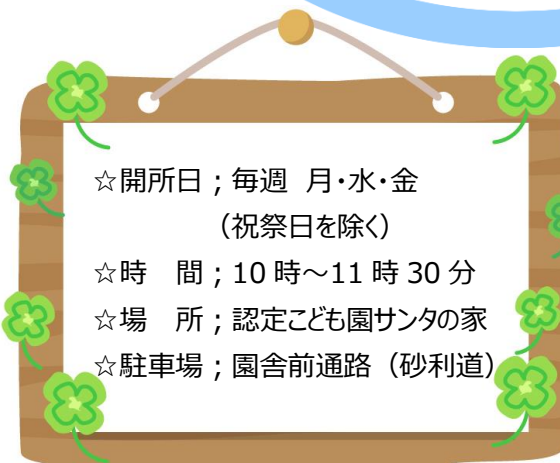 ☆開所日；毎週 月・水・金
（祝祭日を除く）
☆時　間；10 時～11 時 30 分
☆場　所；認定こども園サンタの家
☆駐車場；園舎前通路（砂利道）